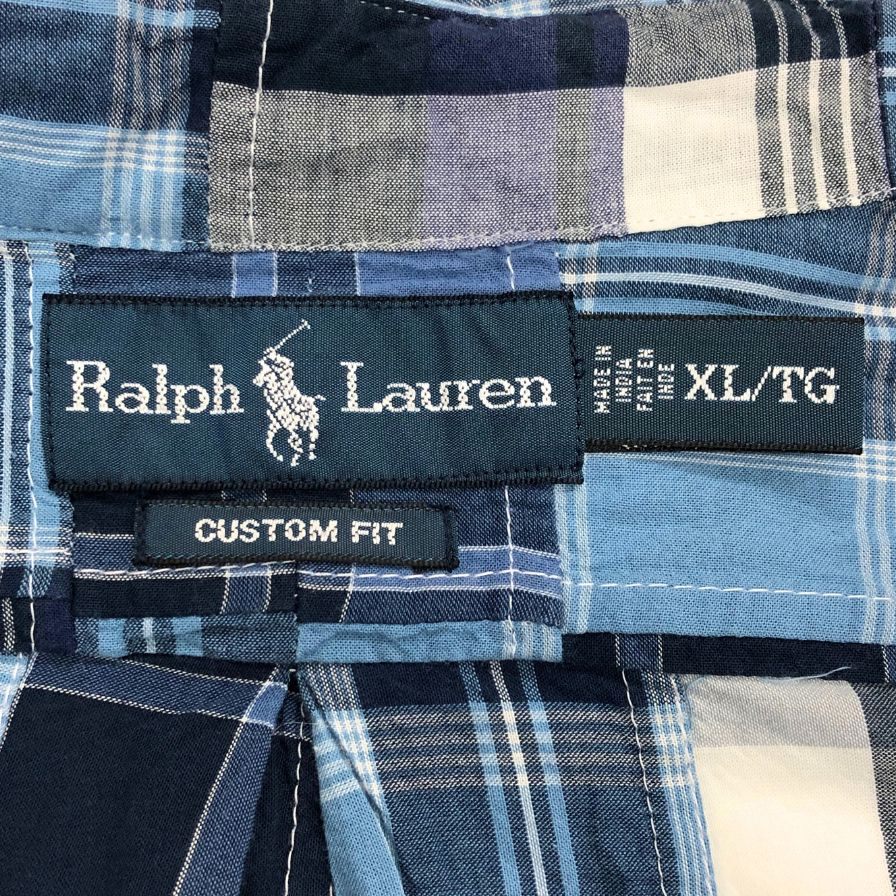 Ralph Lauren
MADE IN
INDIA
FAIT EN
INDE
XL/TG
CUSTOM FIT